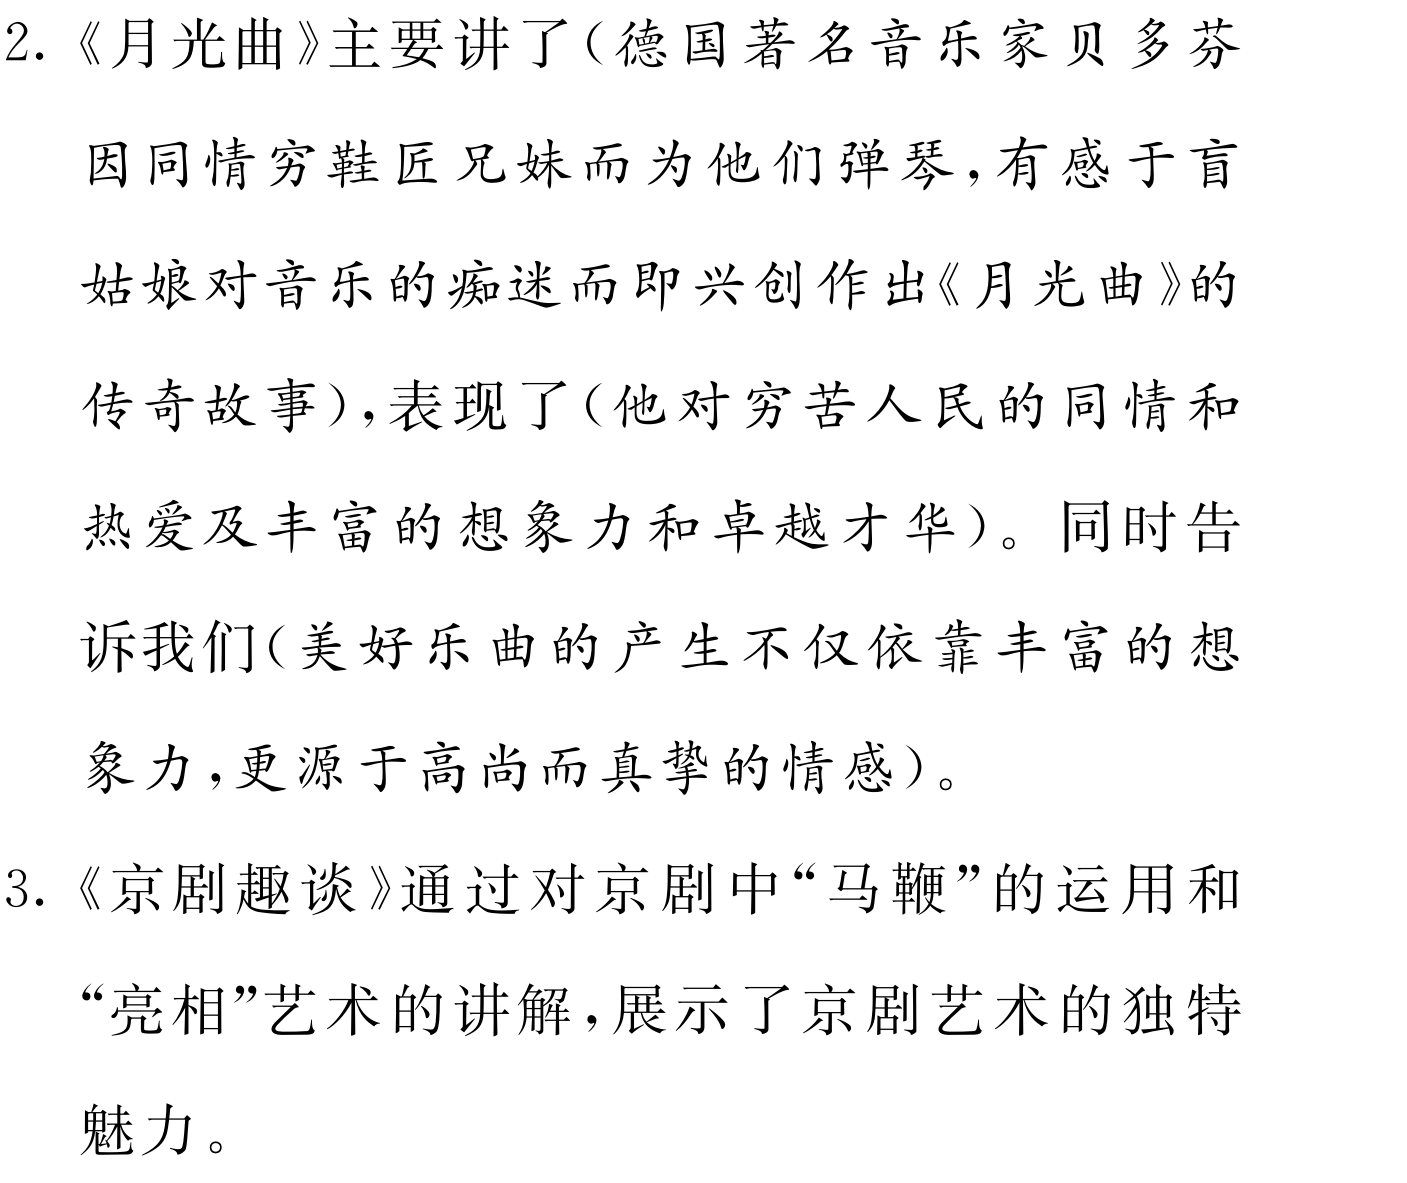 2.《月光曲》主要讲了(德国著名音乐家贝多芬
因同情穷鞋匠兄妹而为他们弹琴,有感于盲
姑娘对音乐的痴迷而即兴创作出《月光曲》的
传奇故事),表现了(他对穷苦人民的同情和
热爱及丰富的想象力和卓越才华)。同时告
诉我们(美好乐曲的产生不仅依靠丰富的想
象力,更源于高尚而真挚的情感)。
3.《京剧趣谈》通过对京剧中“马鞭”的运用和
“亮相”艺术的讲解,展示了京剧艺术的独特
魅力。